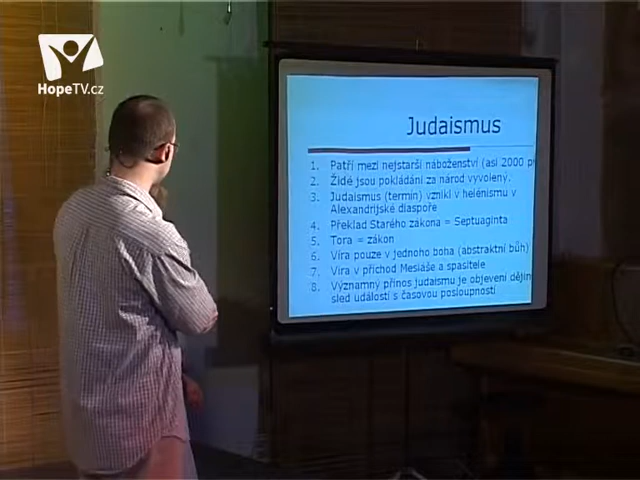 HopeTV.cz
Judaismus
1. Patří mezi nejstarší náboženství (asi 2000 p
2. Židé jsou pokládáni za národ vyvolený.
3. Judaismus (termín) vznikl v helénismu v
Alexandrijské diaspoře
4. Překlad Starého zákona = Septuaginta
5. Tora = zákon
6. Víra pouze v jednoho boha (abstraktní bůh)
7. Víra v příchod Mesiáše a spasitele
8. Významný přínos judaismu je objevení dějin
sled událostí s časovou posloupností